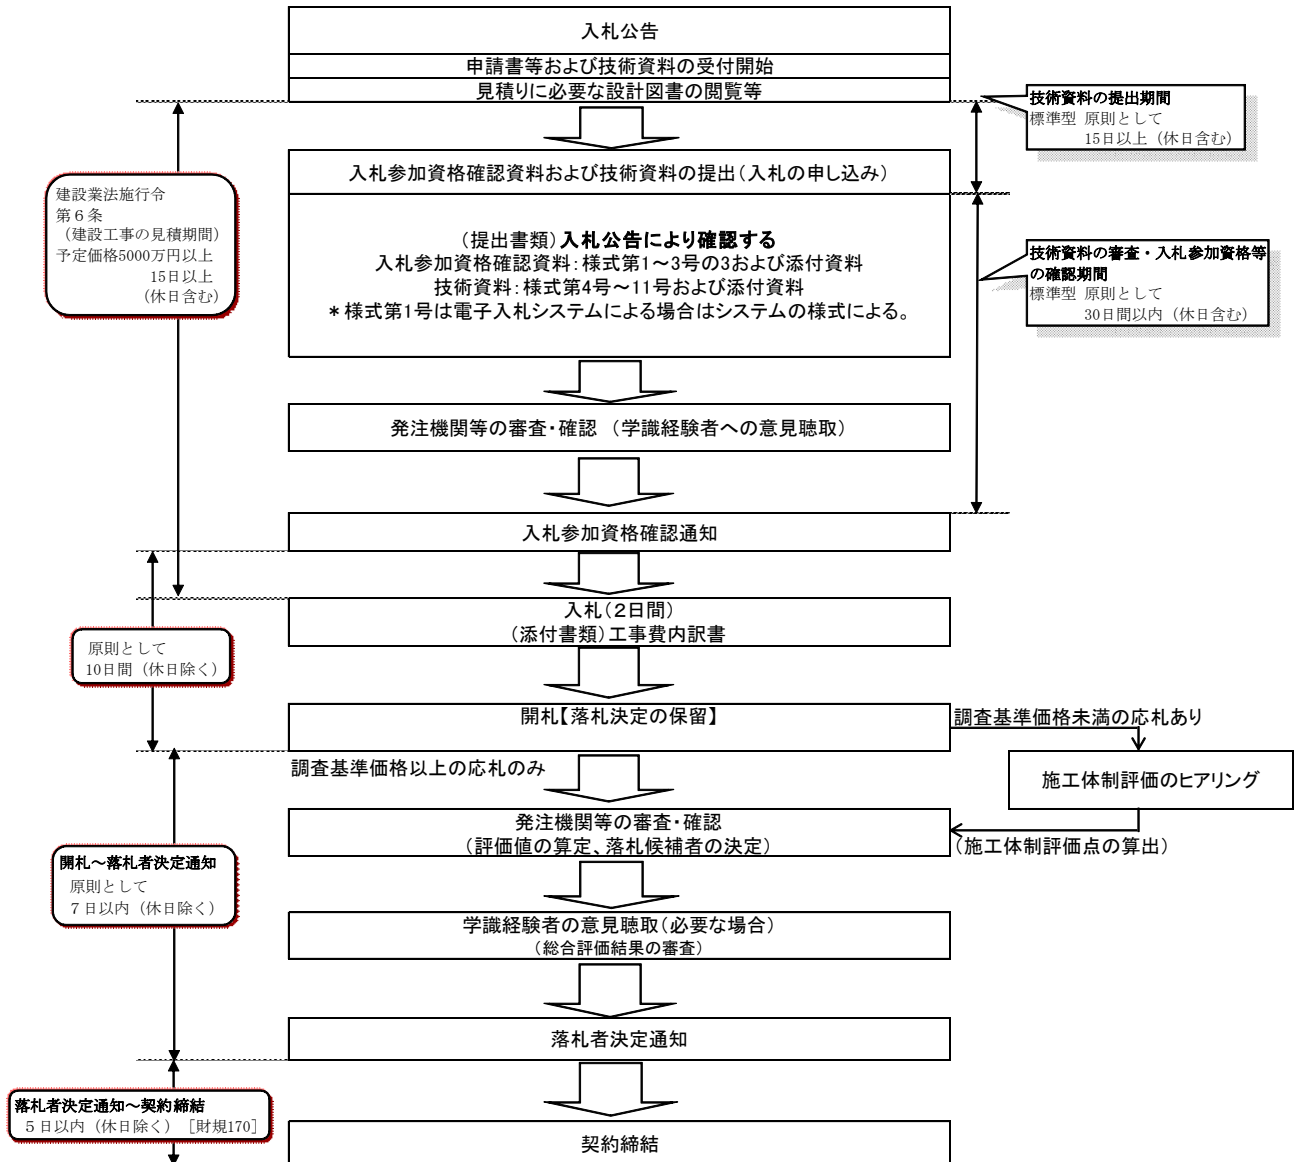 入札公告
申請書等および技術資料の受付開始
見積りに必要な設計図書の閲覧等
技術資料の提出期間
標準型 原則として
15日以上（休日含む）
入札参加資格確認資料および技術資料の提出（入札の申し込み）
建設業法施行令
第６条
（建設工事の見積期間）
予定価格5000万円以上
15日以上
（休日含む）
（提出書類）入札公告により確認する
入札参加資格確認資料：様式第1～3号の3および添付資料
技術資料：様式第4号～11号および添付資料
＊様式第1号は電子入札システムによる場合はシステムの様式による。
技術資料の審査・入札参加資格等
の確認期間
標準型 原則として
30日間以内（休日含む）
発注機関等の審査・確認 （学識経験者への意見聴取）
入札参加資格確認通知
入札（２日間）
（添付書類）工事費内訳書
原則として
10日間（休日除く）
開札【落札決定の保留】
調査基準価格未満の応札あり
調査基準価格以上の応札のみ
施工体制評価のヒアリング
発注機関等の審査・確認
（評価値の算定、落札候補者の決定）
（施工体制評価点の算出）
開札～落札者決定通知
原則として
７日以内（休日除く）
学識経験者の意見聴取（必要な場合）
（総合評価結果の審査）
落札者決定通知
落札者決定通知～契約締結
５日以内（休日除く）［財規170］
契約締結